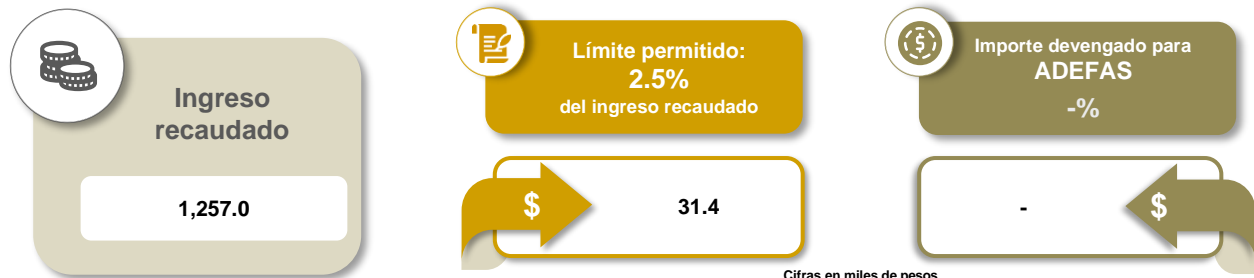 Ingreso
recaudado
1,257.0
Límite permitido:
2.5%
del ingreso recaudado
$
31.4
Importe devengado para
ADEFAS
-%
-
$
Cifras en miles de pesos